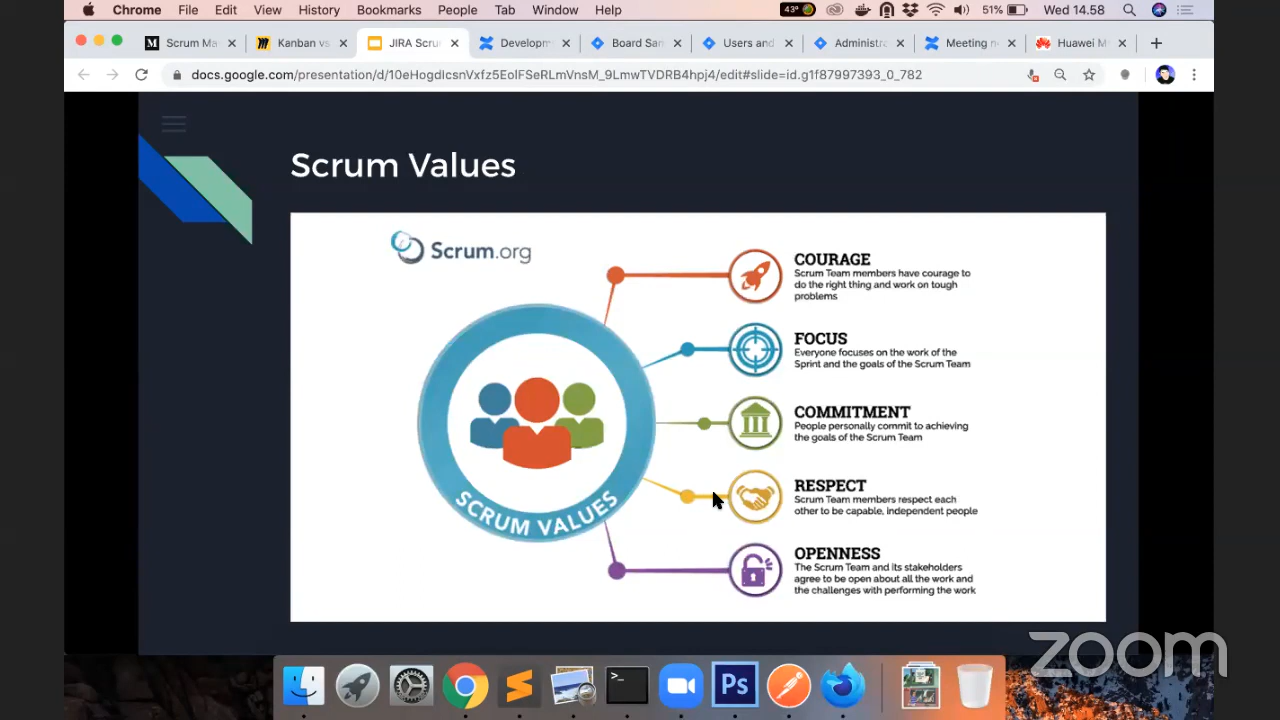 Chrome File Edit View History Bookmarks People Tab Window Help 43° 51% Wed 14.58
Scrum Ma Kanban vs JIRA Scru Developm Board San Users and Administra Meeting n Huawei M
docs.google.com/presentation/d/10eHogdIcsnVxfz5EolFSeRLmVnsM_9LmwTVDRB4hpj4/edit#slide=id.g1f87997393_0_782
Scrum Values
Scrum.org
SCRUM VALUES
COURAGE
Scrum Team members have courage to
do the right thing and work on tough
problems
FOCUS
Everyone focuses on the work of the
Sprint and the goals of the Scrum Team
COMMITMENT
People personally commit to achieving
the goals of the Scrum Team
RESPECT
Scrum Team members respect each
other to be capable, independent people
OPENNESS
The Scrum Team and its stakeholders
agree to be open about all the work and
the challenges with performing the work
zoom
Ps